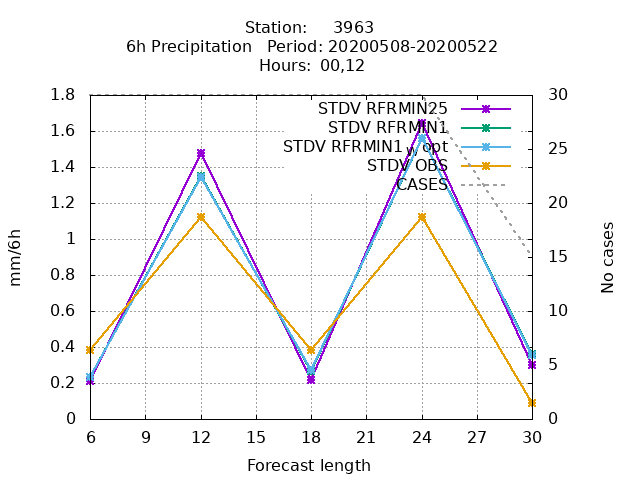 Station: 3963
6h Precipitation Period: 20200508-20200522
Hours: 00,12
1.8
1.6
1.4
1.2
1
0.8
0.6
0.4
0.2
0
mm/6h
STDV RFRMIN25
STDV RFRMIN1
STDV RFRMIN1 w opt
STDV OBS
CASES
30
25
20
15
10
5
0
No cases
6 9 12 15 18 21 24 27 30
Forecast length